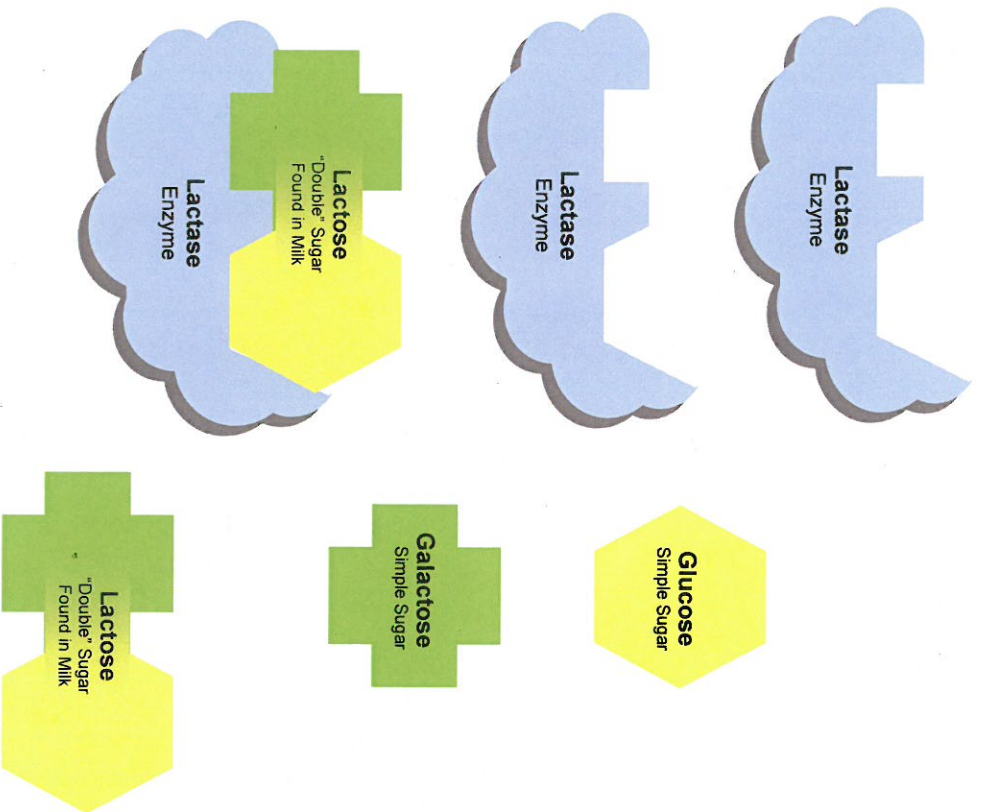 Lactase
Enzyme
Glucose
Simple Sugar
Lactase
Enzyme
Galactose
Simple Sugar
Lactose
"Double" Sugar
Found in Milk
Lactase
Enzyme
Lactose
"Double" Sugar
Found in Milk